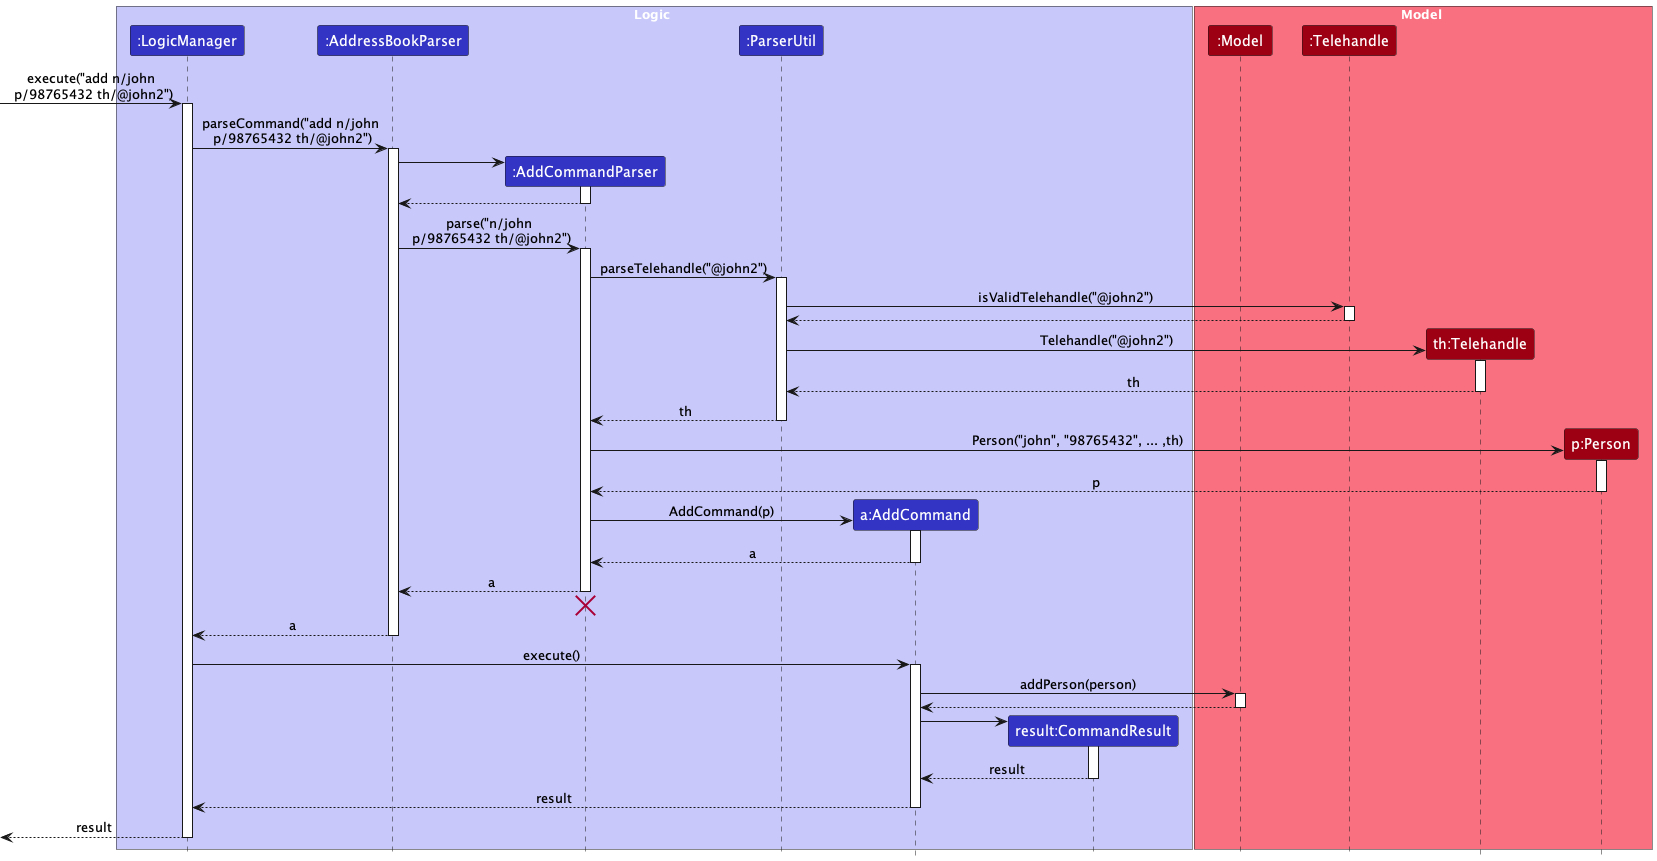 Logic
Model
:LogicManager
:AddressBookParser
:ParserUtil
:Model
:Telehandle
execute("add n/john
p/98765432 th/@john2")
parseCommand("add n/john
p/98765432 th/@john2")
:AddCommandParser
parse("n/john
p/98765432 th/@john2")
parseTelehandle("@john2")
isValidTelehandle("@john2")
Telehandle("@john2")
th:Telehandle
th
th
Person("john", "98765432", ... ,th)
p:Person
p
AddCommand(p)
a:AddCommand
a
a
a
execute()
addPerson(person)
result:CommandResult
result
result
result